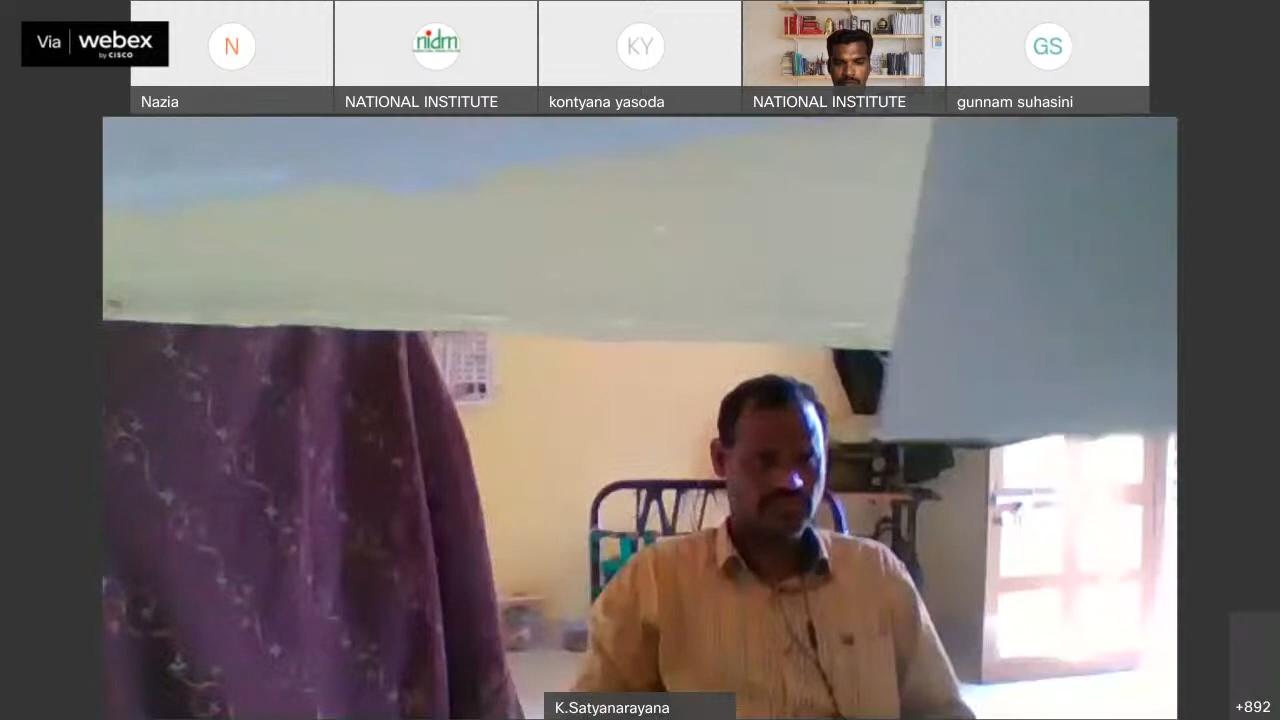 Via webex
by CISCO
N
nidm
KY
GS
Nazia
NATIONAL INSTITUTE
kontyana yasoda
NATIONAL INSTITUTE
gunnam suhasini
K.Satyanarayana
+892